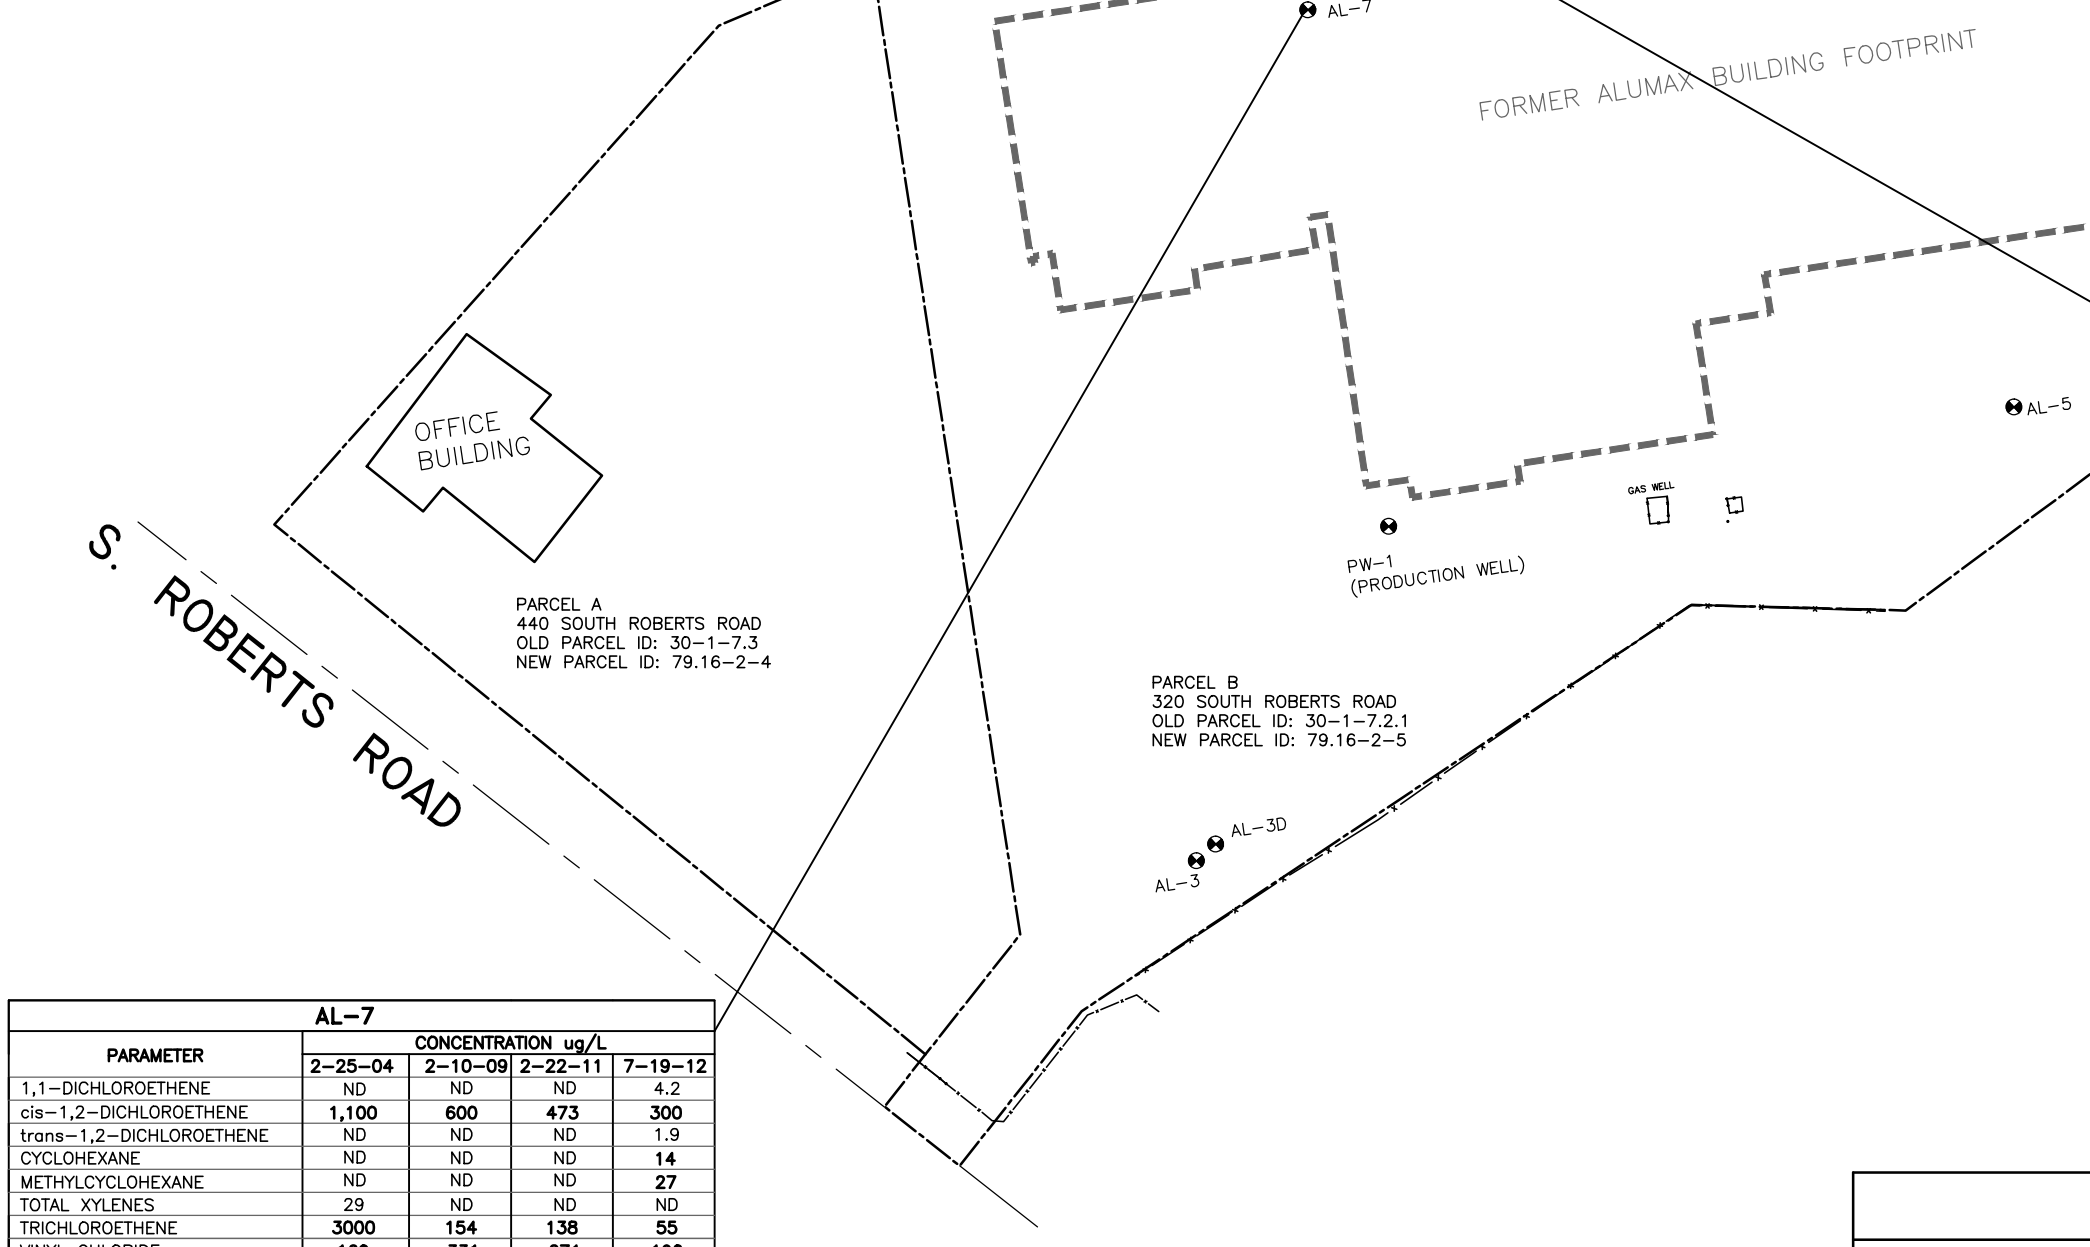 AL-7
FORMER ALUMAX BUILDING FOOTPRINT
OFFICE
BUILDING
AL-5
GAS WELL
PW-1
(PRODUCTION WELL)
S. ROBERTS ROAD
PARCEL A
440 SOUTH ROBERTS ROAD
OLD PARCEL ID: 30-1-7.3
NEW PARCEL ID: 79.16-2-4
PARCEL B
320 SOUTH ROBERTS ROAD
OLD PARCEL ID: 30-1-7.2.1
NEW PARCEL ID: 79.16-2-5
AL-3D
AL-3
AL-7
PARAMETER CONCENTRATION ug/L
2-25-04 2-10-09 2-22-11 7-19-12
1,1-DICHLOROETHENE ND ND ND 4.2
cis-1,2-DICHLOROETHENE 1,100 600 473 300
trans-1,2-DICHLOROETHENE ND ND ND 1.9
CYCLOHEXANE ND ND ND 14
METHYLCYCLOHEXANE ND ND ND 27
TOTAL XYLENES 29 ND ND ND
TRICHLOROETHENE 3000 154 138 55
VINYL CHLORIDE